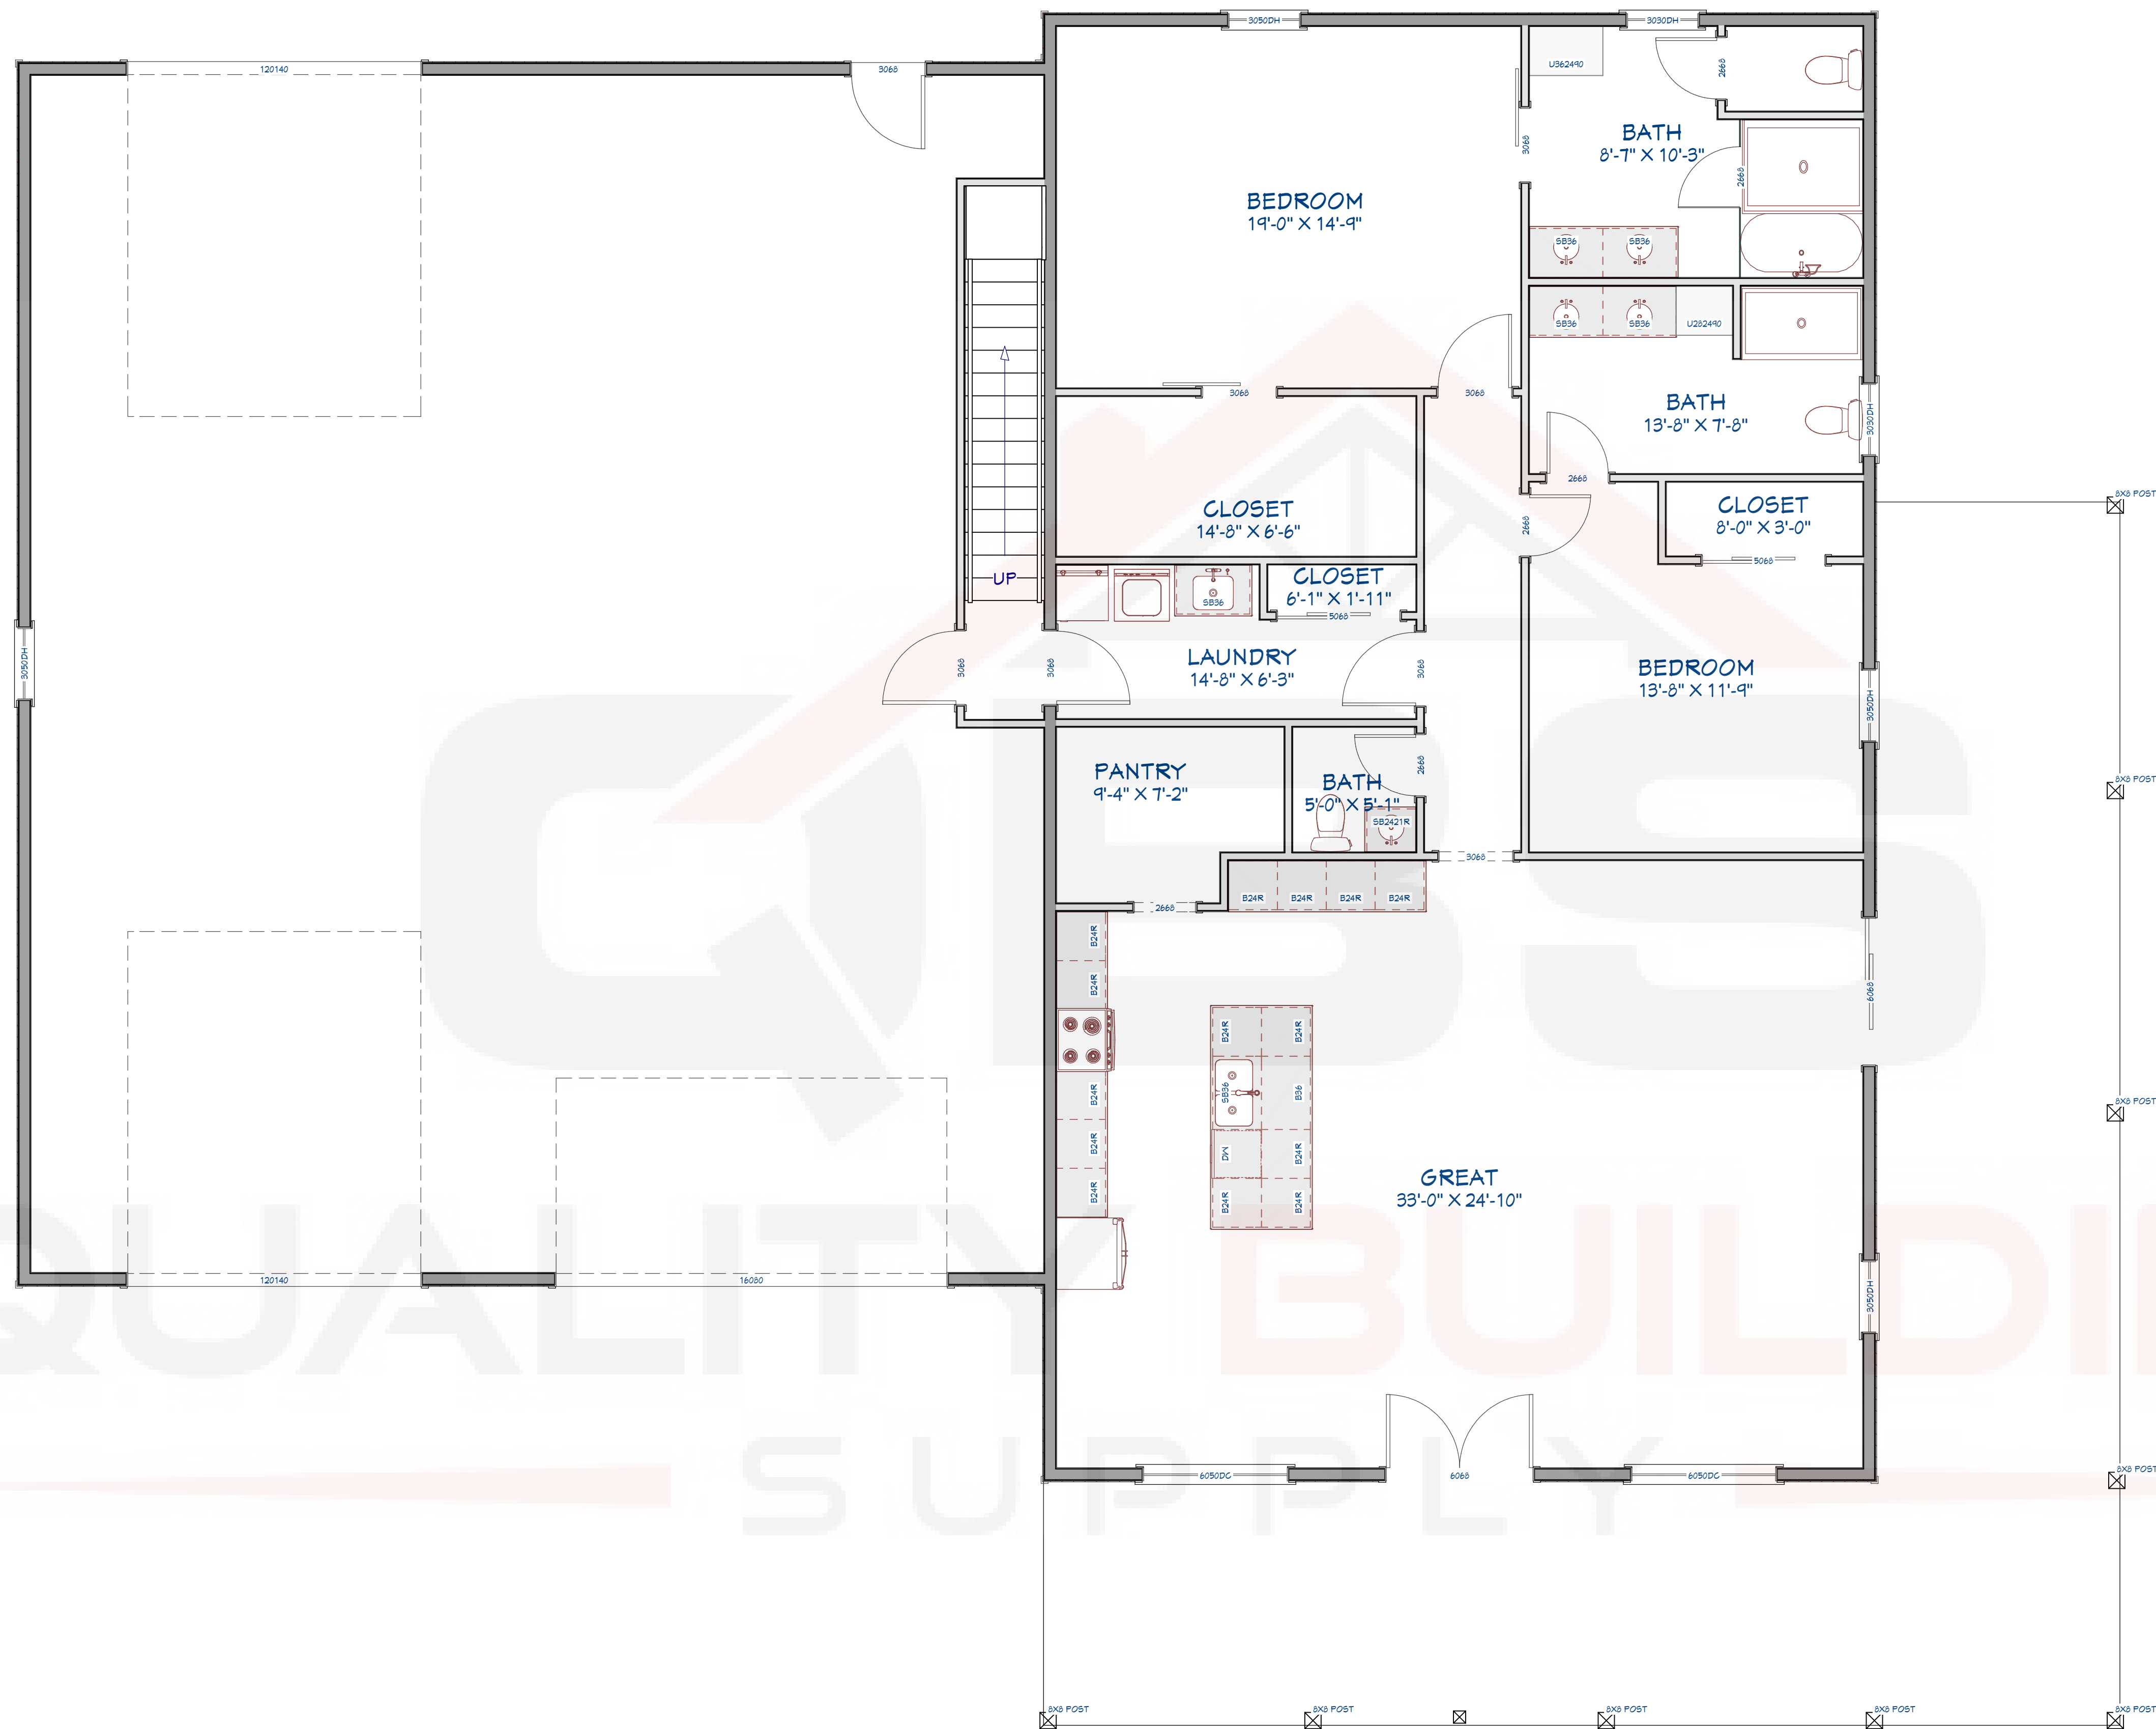 3050DH
3030DH
120140
3068
U362490
2668
BATH
8'-7" X 10'-3"
3068
2668
BEDROOM
19'-0" X 14'-9"
SB36
SB36
SB36
SB36
U282490
3068
3068
BATH
13'-8" X 7'-8"
3030DH
2668
CLOSET
14'-8" X 6'-6"
CLOSET
8'-0" X 3'-0"
8X8 POST
2668
5068
UP
SB36
CLOSET
6'-1" X 1'-11"
5068
3050DH
3068
3068
LAUNDRY
14'-8" X 6'-3"
3068
BEDROOM
13'-8" X 11'-9"
3050DH
PANTRY
9'-4" X 7'-2"
BATH
5'-0" X 5'-1"
2668
SB2421R
8X8 POST
3068
B24R
B24R
B24R
B24R
2668
B24R
B24R
6068
B24R
B24R
SB36
B36
B24R
B24R
B24R
DW
B24R
B24R
B24R
8X8 POST
GREAT
33'-0" X 24'-10"
120140
16080
3050DH
QBS
QUALITY BUILDI
SUPPLY
6050DC
6068
6050DC
8X8 POST
8X8 POST
8X8 POST
8X8 POST
8X8 POST
8X8 POST